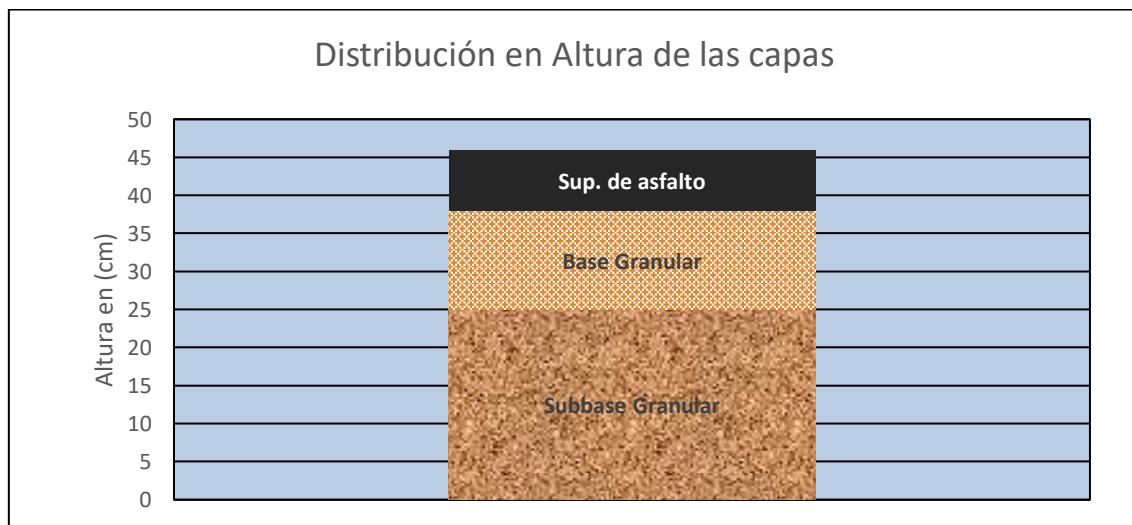 Distribución en Altura de las capas
50
45
40
35
30
25
20
15
10
5
0
Altura en (cm)
Sup. de asfalto
Base Granular
Subbase Granular